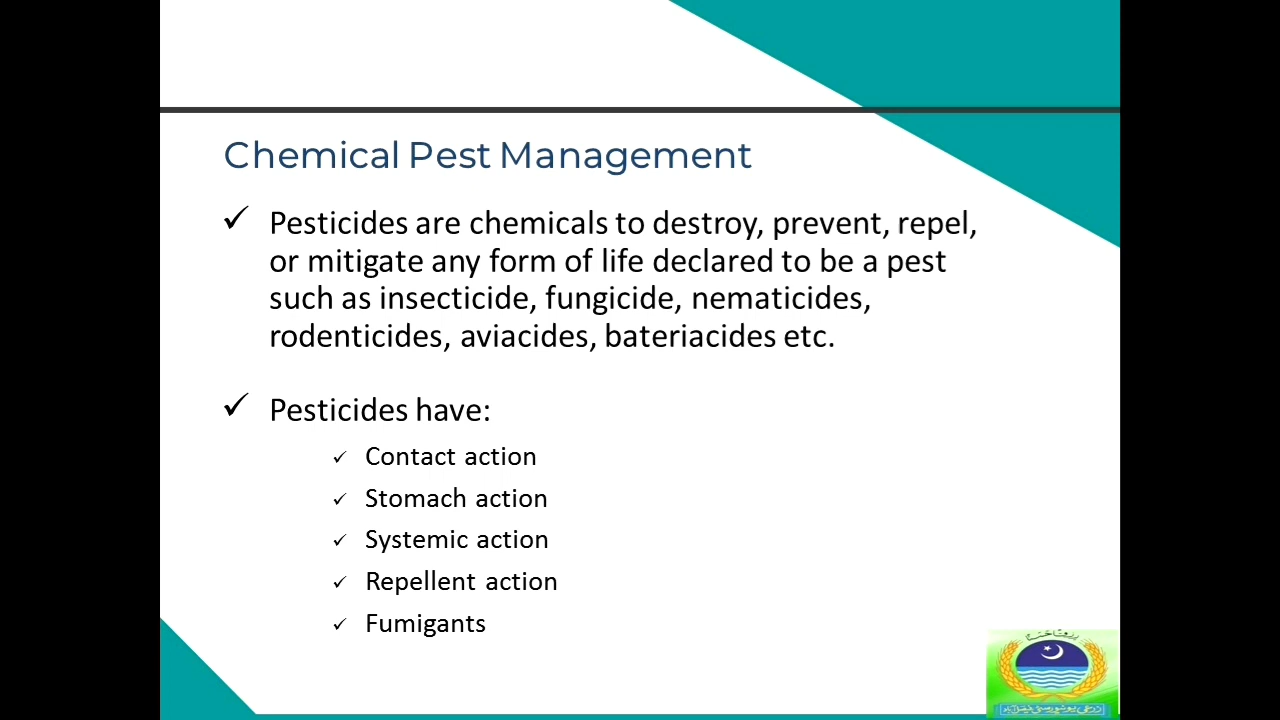 Chemical Pest Management
✓ Pesticides are chemicals to destroy, prevent, repel,
or mitigate any form of life declared to be a pest
such as insecticide, fungicide, nematicides,
rodenticides, aviacides, bateriacides etc.
✓ Pesticides have:
✓ Contact action
✓ Stomach action
✓ Systemic action
✓ Repellent action
✓ Fumigants